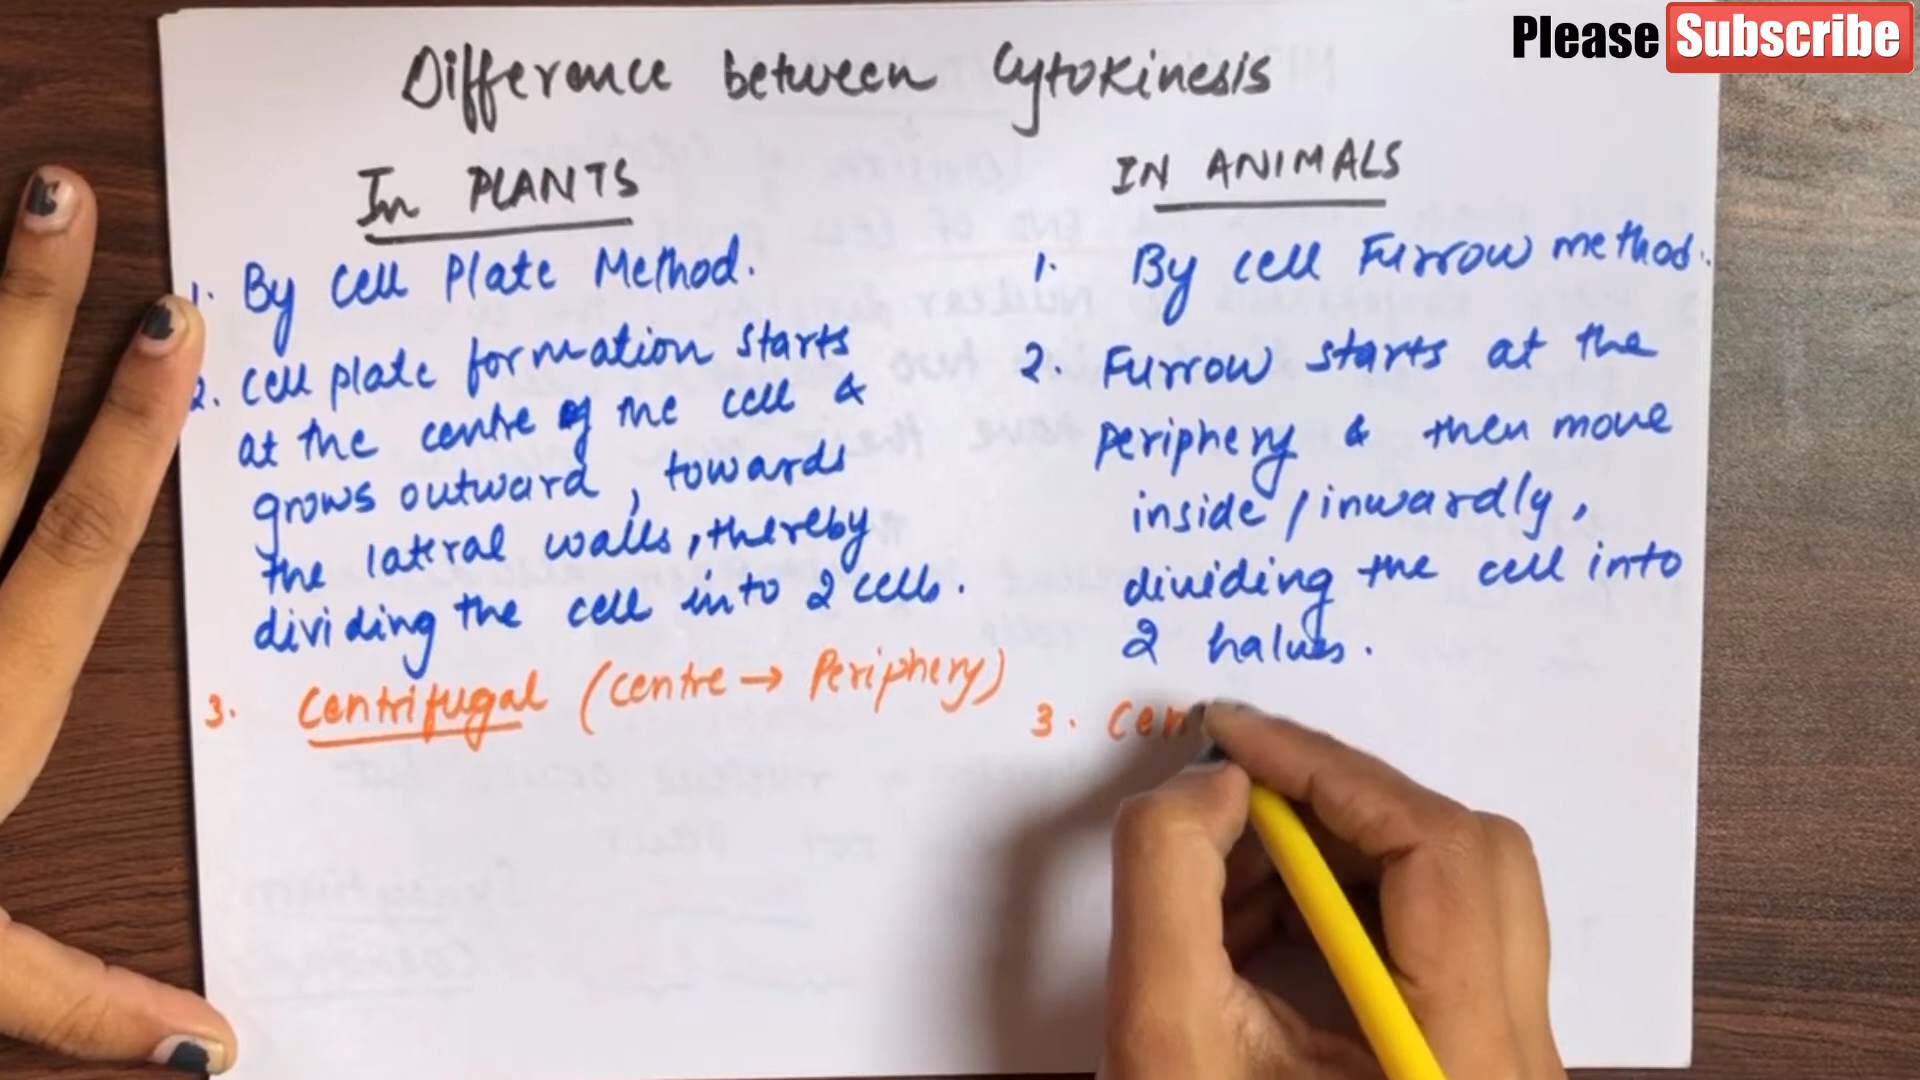 Please Subscribe
Difference between Cytokinesis
In PLANTS
1. By Cell Plate Method.
2. Cell plate formation starts
at the centre of the cell &
grows outward, towards
the lateral walls, thereby
dividing the cell into 2 cells.
3. Centrifugal (Centre → Periphery)
IN ANIMALS
1. By cell Furrow method.
2. Furrow starts at the
periphery & then move
inside / inwardly,
dividing the cell into
2 halves.
3. Cen